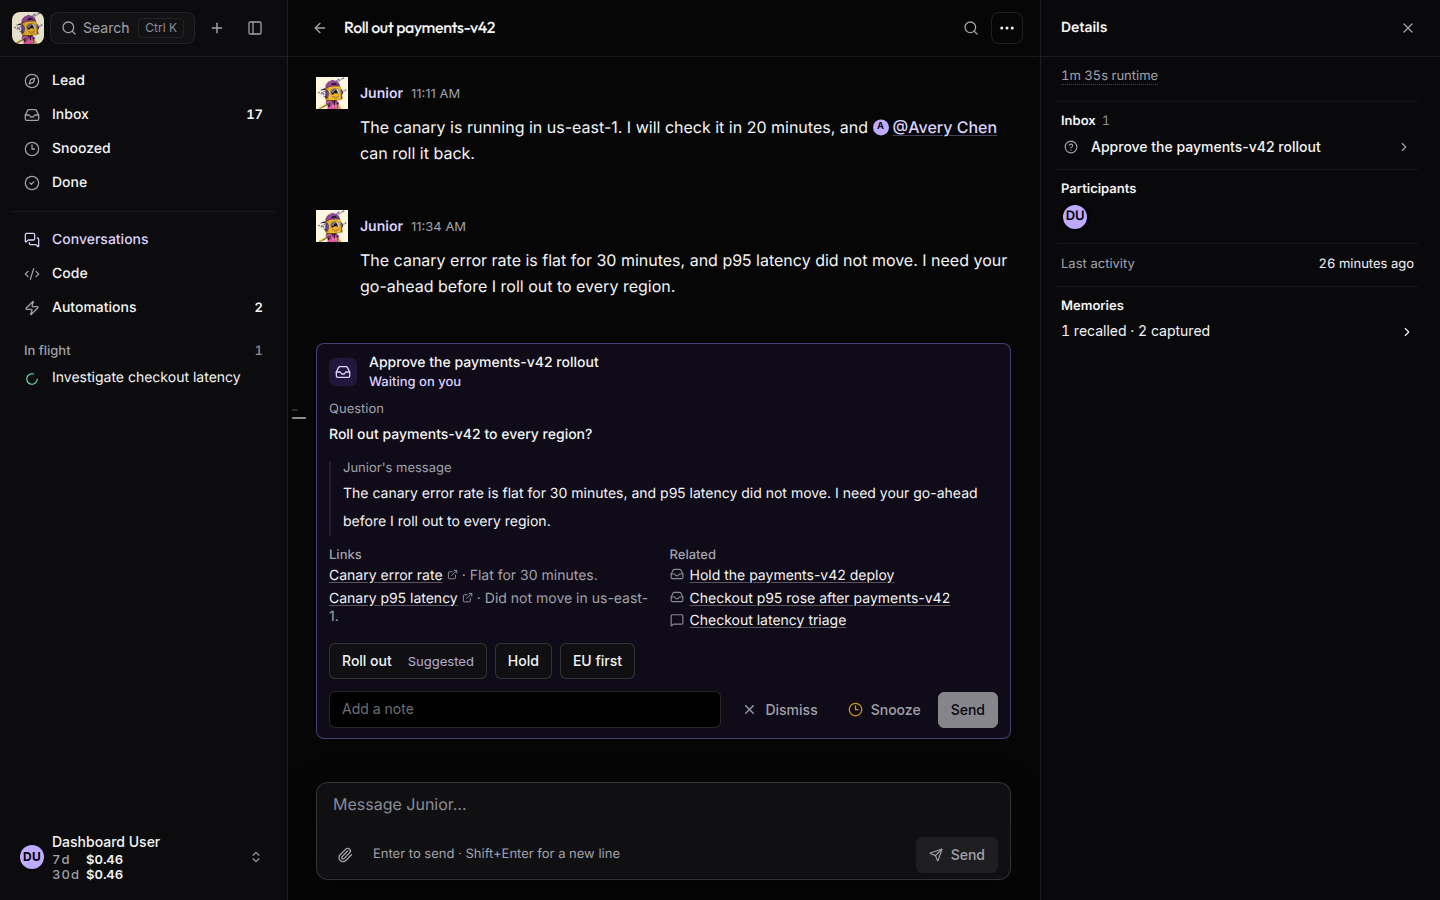 Search Ctrl K
Lead
Inbox 17
Snoozed
Done
Conversations
Code
Automations 2
In flight 1
Investigate checkout latency
DU
Dashboard User
7d $0.46
30d $0.46
Roll out payments-v42
Junior 11:11 AM
The canary is running in us-east-1. I will check it in 20 minutes, and A @Avery Chen
can roll it back.
Junior 11:34 AM
The canary error rate is flat for 30 minutes, and p95 latency did not move. I need your
go-ahead before I roll out to every region.
Approve the payments-v42 rollout
Waiting on you
Question
Roll out payments-v42 to every region?
Junior's message
The canary error rate is flat for 30 minutes, and p95 latency did not move. I need your go-ahead
before I roll out to every region.
Links
Canary error rate · Flat for 30 minutes.
Canary p95 latency · Did not move in us-east-
1.
Related
Hold the payments-v42 deploy
Checkout p95 rose after payments-v42
Checkout latency triage
Roll out Suggested Hold EU first
Add a note Dismiss Snooze Send
Message Junior...
Enter to send · Shift+Enter for a new line Send
Details
1m 35s runtime
Inbox 1
Approve the payments-v42 rollout
Participants
DU
Last activity 26 minutes ago
Memories
1 recalled · 2 captured